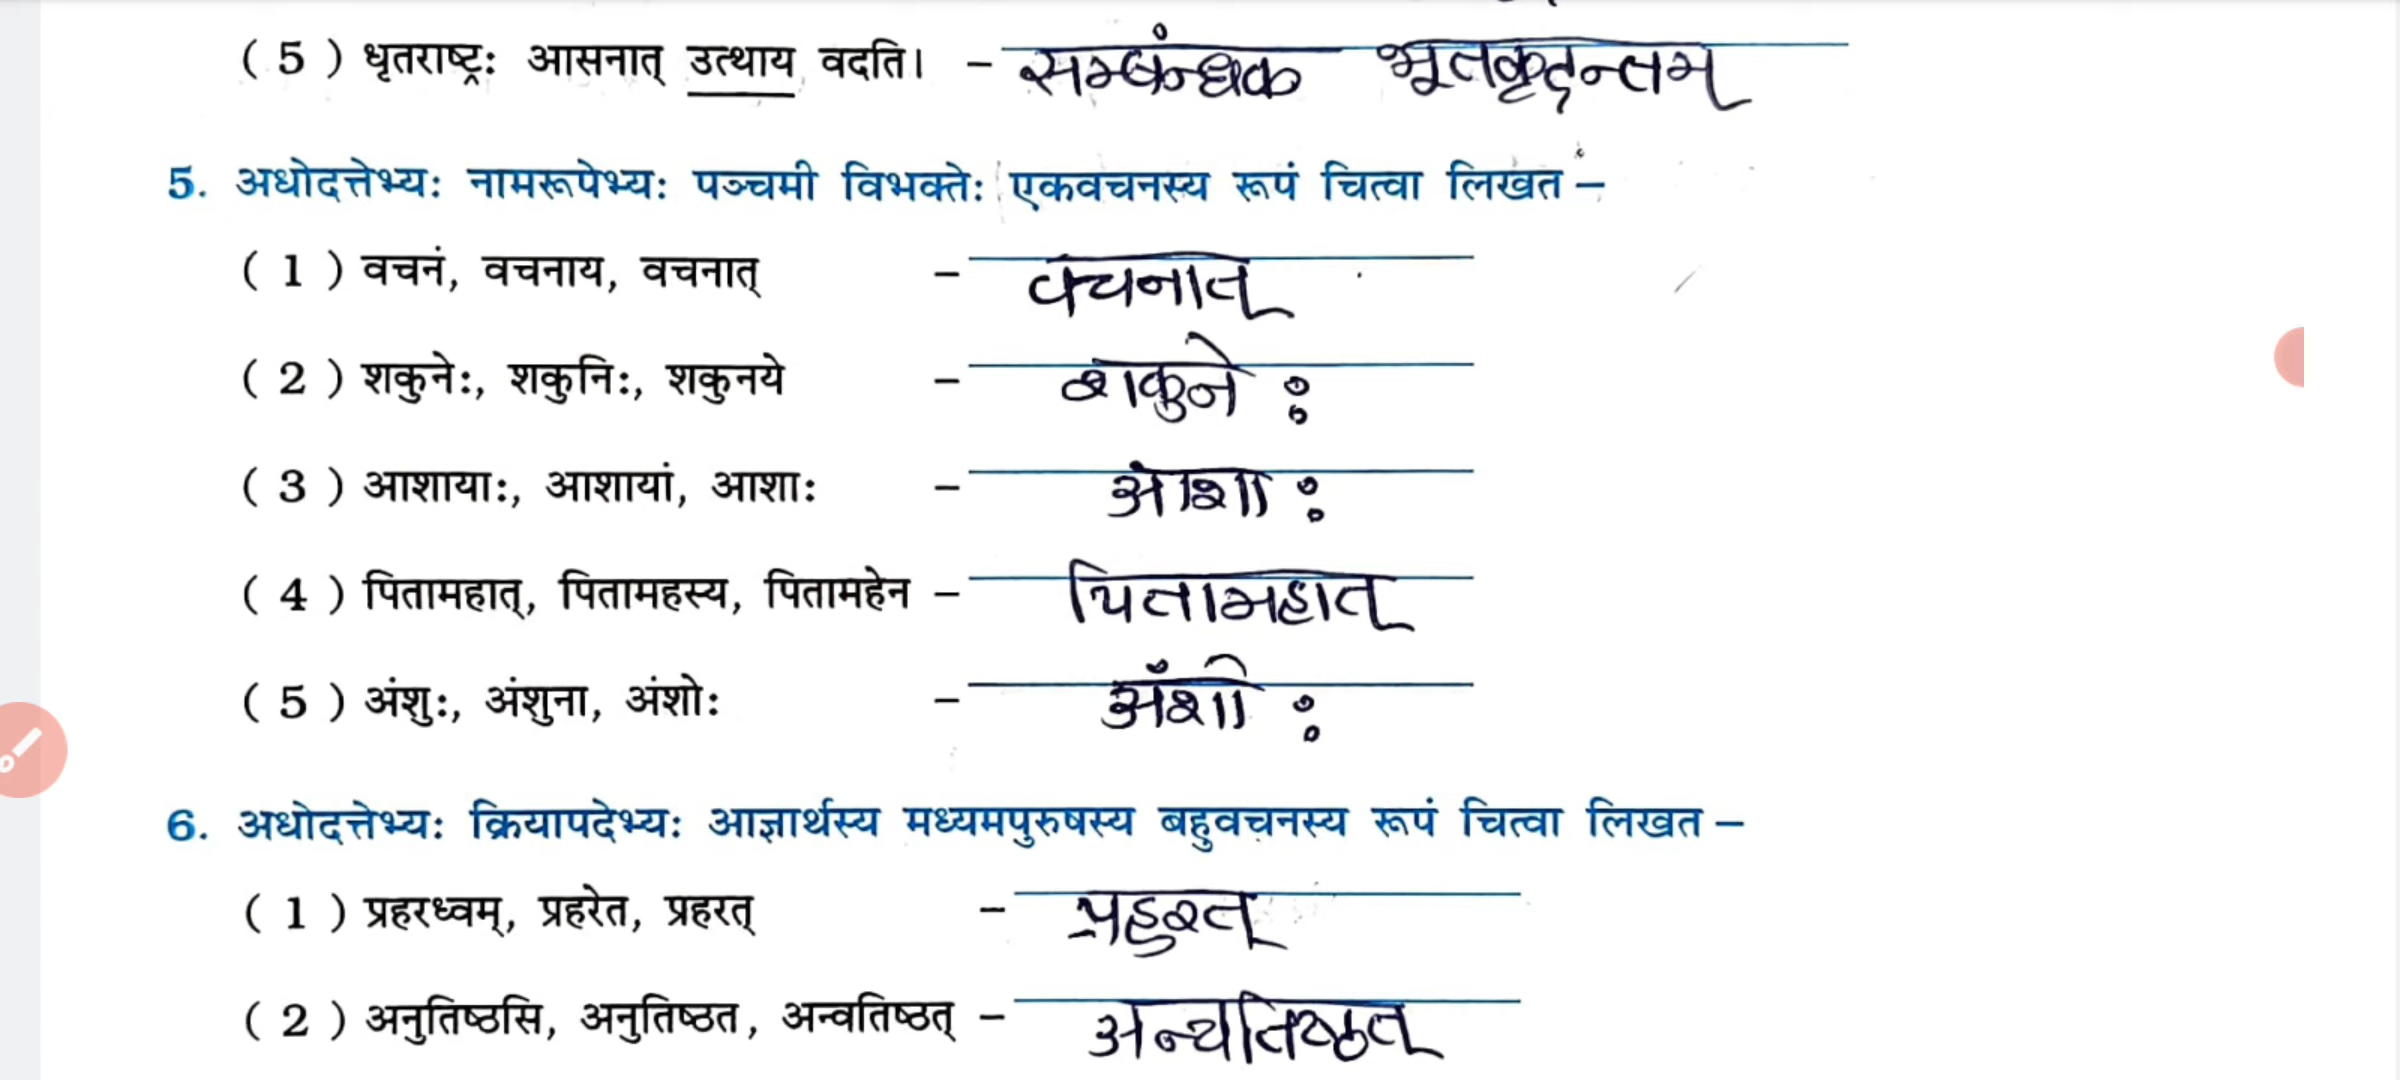 ( 5 ) धृतराष्ट्रः आसनात् उत्थाय वदति। – सम्बंन्धक भूतकृदन्तम्
5. अधोदत्तेभ्यः नामरूपेभ्यः पञ्चमी विभक्तेः एकवचनस्य रूपं चित्वा लिखत –
( 1 ) वचनं, वचनाय, वचनात् – वचनात्
( 2 ) शकुनेः, शकुनिः, शकुनये – शकुनेः
( 3 ) आशायाः, आशायां, आशाः – आशाः
( 4 ) पितामहात्, पितामहस्य, पितामहेन – पितामहात्
( 5 ) अंशुः, अंशुना, अंशोः – अँशोः
6. अधोदत्तेभ्यः क्रियापदेभ्यः आज्ञार्थस्य मध्यमपुरुषस्य बहुवचनस्य रूपं चित्वा लिखत –
( 1 ) प्रहरध्वम्, प्रहरेत, प्रहरत् – प्रहरत्
( 2 ) अनुतिष्ठसि, अनुतिष्ठत, अन्वतिष्ठत् – अन्वतिष्ठत्